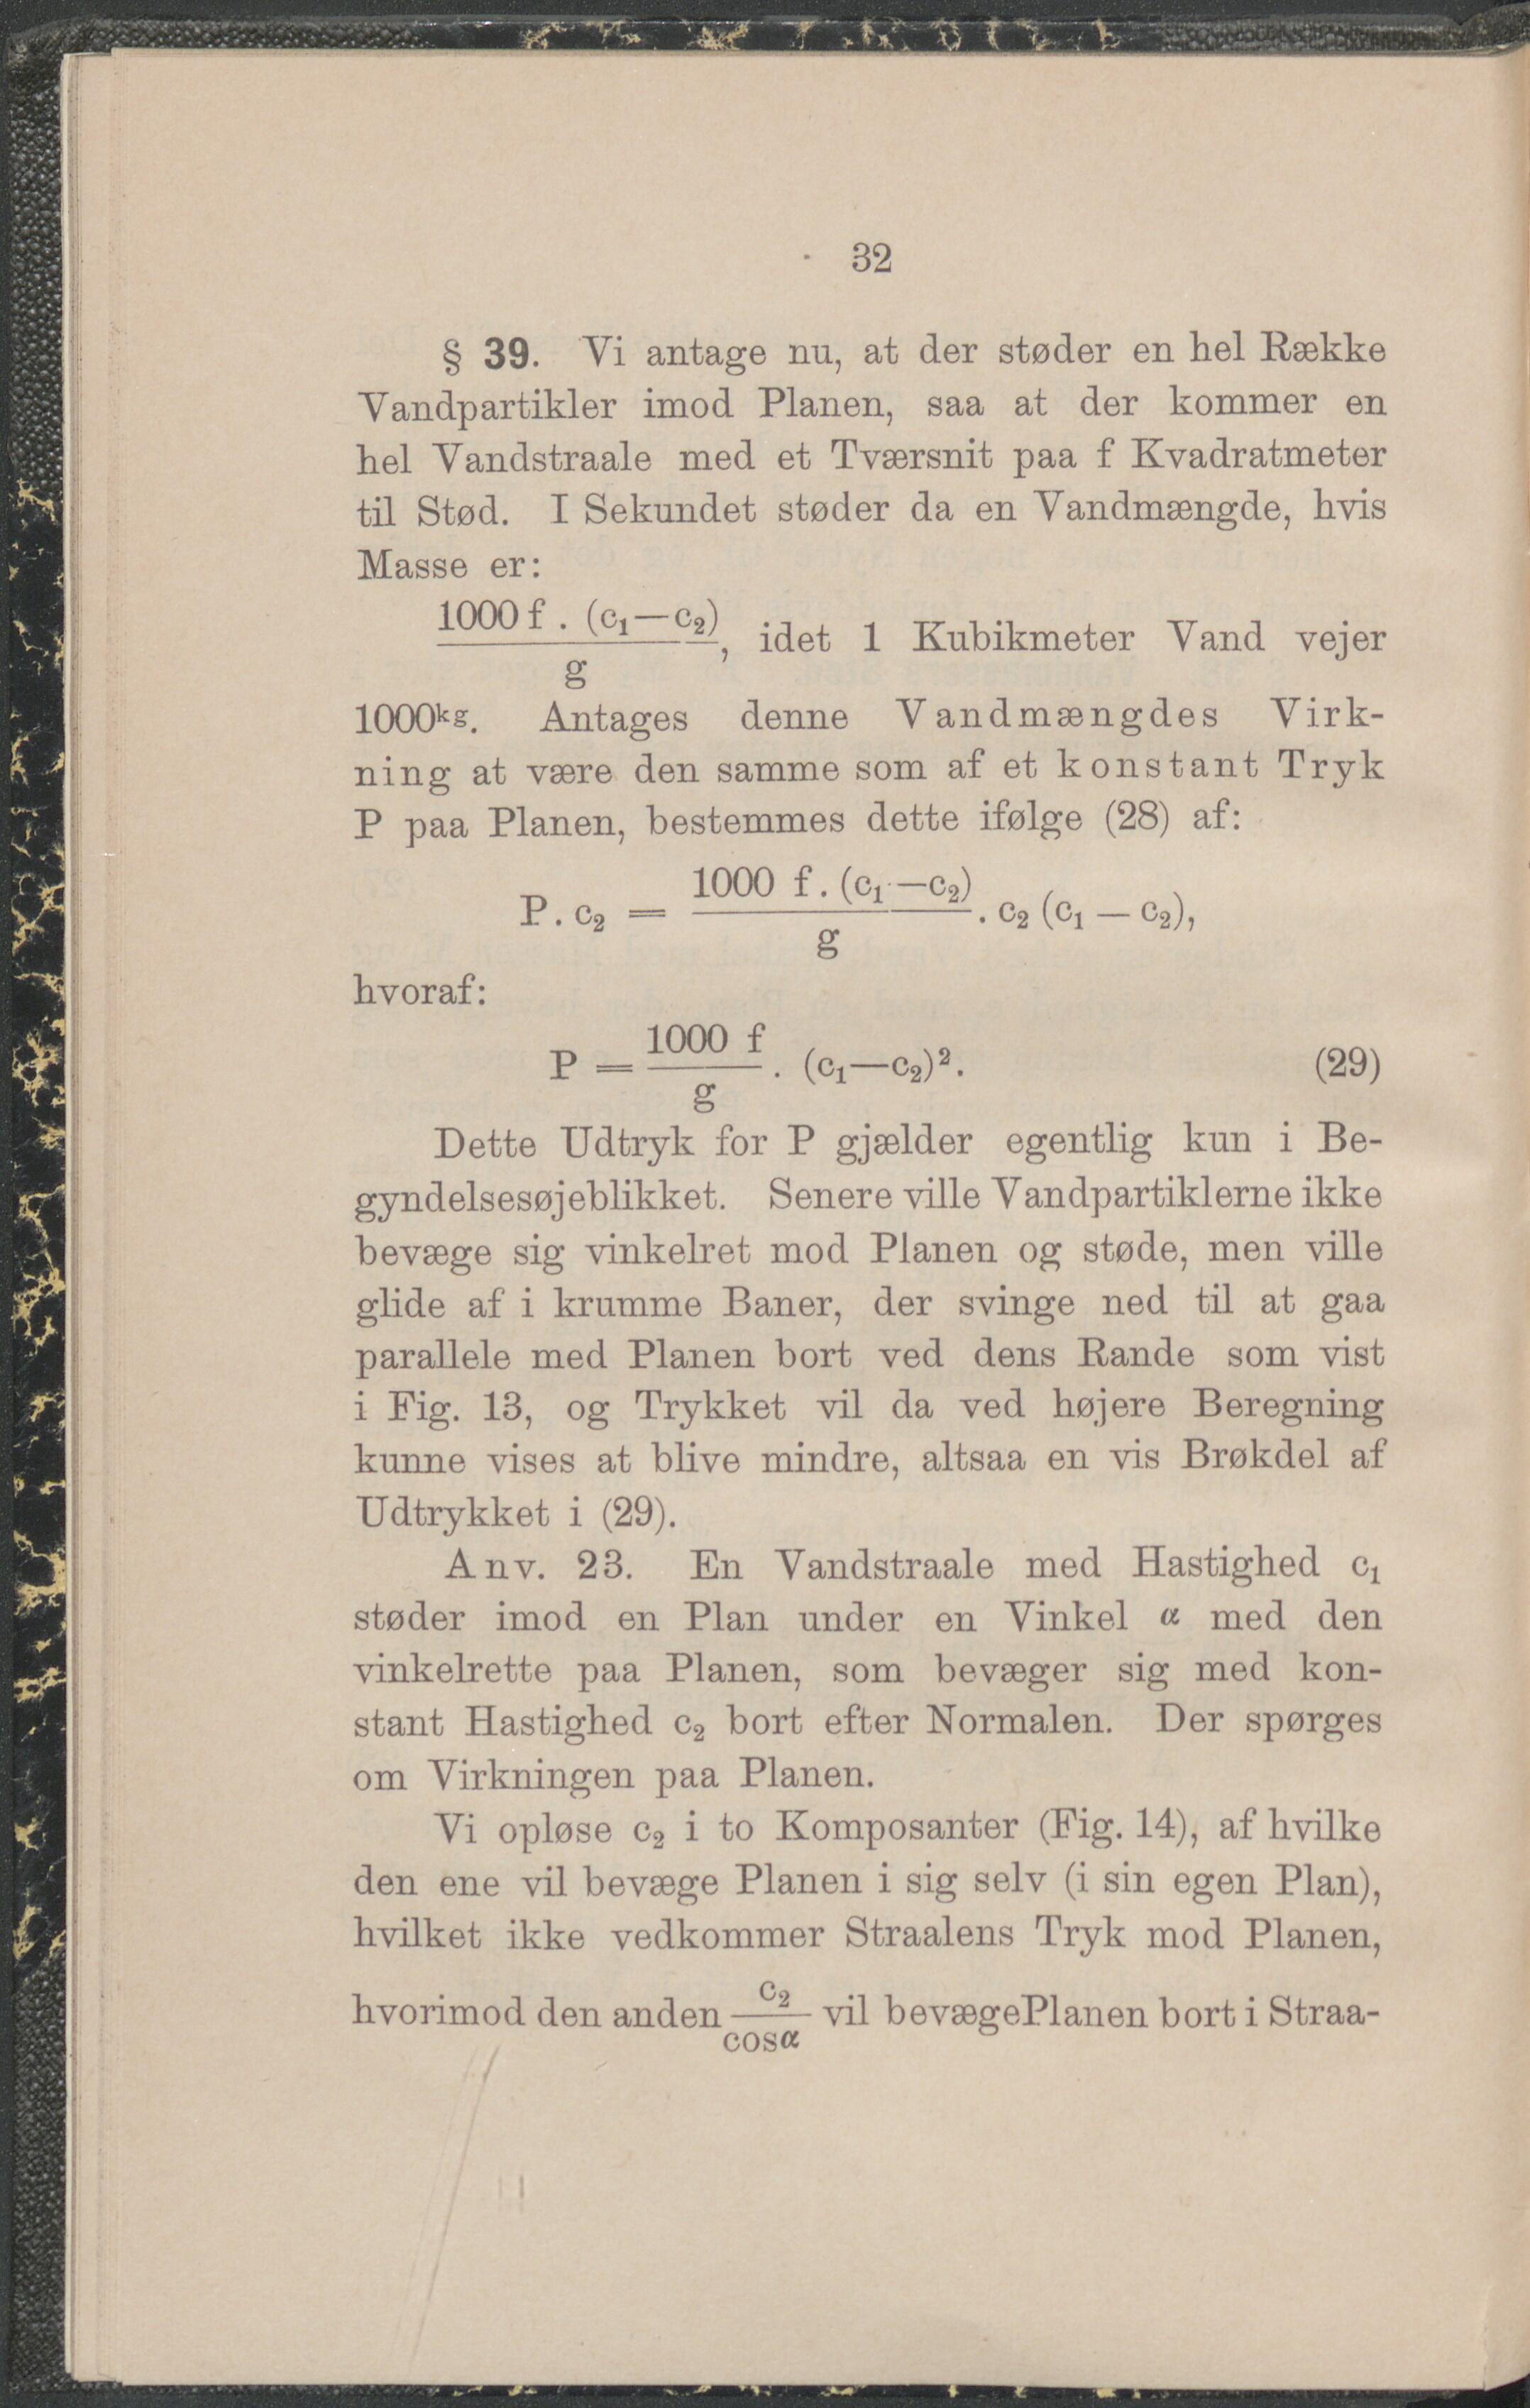 32
§ 39. Vi antage nu, at der støder en hel Række
Vandpartikler imod Planen, saa at der kommer en
hel Vandstraale med et Tværsnit paa f Kvadratmeter
til Stød. I Sekundet støder da en Vandmængde, hvis
Masse er:
1000 f . (c₁—c₂)
g
, idet 1 Kubikmeter Vand vejer
1000ᵏᵍ. Antages denne Vandmængdes Virk-
ning at være den samme som af et konstant Tryk
P paa Planen, bestemmes dette ifølge (28) af:
P . c₂ = 1000 f . (c₁ — c₂) / g . c₂ (c₁ — c₂),
hvoraf:
P = 1000 f / g . (c₁—c₂)². (29)
Dette Udtryk for P gjælder egentlig kun i Be-
gyndelsesøjeblikket. Senere ville Vandpartiklerne ikke
bevæge sig vinkelret mod Planen og støde, men ville
glide af i krumme Baner, der svinge ned til at gaa
parallele med Planen bort ved dens Rande som vist
i Fig. 13, og Trykket vil da ved højere Beregning
kunne vises at blive mindre, altsaa en vis Brøkdel af
Udtrykket i (29).
Anv. 23. En Vandstraale med Hastighed c₁
støder imod en Plan under en Vinkel α med den
vinkelrette paa Planen, som bevæger sig med kon-
stant Hastighed c₂ bort efter Normalen. Der spørges
om Virkningen paa Planen.
Vi opløse c₂ i to Komposanter (Fig. 14), af hvilke
den ene vil bevæge Planen i sig selv (i sin egen Plan),
hvilket ikke vedkommer Straalens Tryk mod Planen,
hvorimod den anden c₂ / cosα vil bevægePlanen bort i Straa-